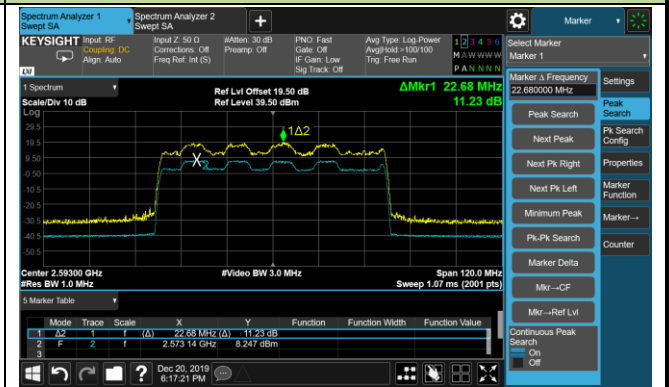 Spectrum Analyzer 1
Swept SA
Spectrum Analyzer 2
Swept SA
+
Marker
KEYSIGHT
Input: RF
Coupling: DC
Align: Auto
Input Z: 50 Ω
Corrections: Off
Freq Ref: Int (S)
#Atten: 30 dB
Preamp: Off
PNO: Fast
Gate: Off
IF Gain: Low
Sig Track: Off
Avg Type: Log-Power
Avg|Hold:>100/100
Trig: Free Run
1 2 3 4 5 6
M A W W W W
P A N N N N
LXI
Select Marker
Marker 1
1 Spectrum
Scale/Div 10 dB
Log
Ref Lvl Offset 19.50 dB
Ref Level 39.50 dBm
ΔMkr1 22.68 MHz
11.23 dB
29.5
19.5
9.50
-0.50
-10.5
-20.5
-30.5
-40.5
-50.5
1Δ2
X
2
Center 2.59300 GHz
#Res BW 1.0 MHz
#Video BW 3.0 MHz
Span 120.0 MHz
Sweep 1.07 ms (2001 pts)
5 Marker Table
Mode Trace Scale X Y Function Function Width Function Value
1 Δ2 1 f (Δ) 22.68 MHz (Δ) 11.23 dB
2 F 2 f 2.573 14 GHz 8.247 dBm
3
Marker Δ Frequency
22.680000 MHz
Peak Search
Next Peak
Next Pk Right
Next Pk Left
Minimum Peak
Pk-Pk Search
Marker Delta
Mkr→CF
Mkr→Ref Lvl
Continuous Peak
Search
On
Off
Settings
Peak
Search
Pk Search
Config
Properties
Marker
Function
Marker→
Counter
?
Dec 20, 2019
6:17:21 PM